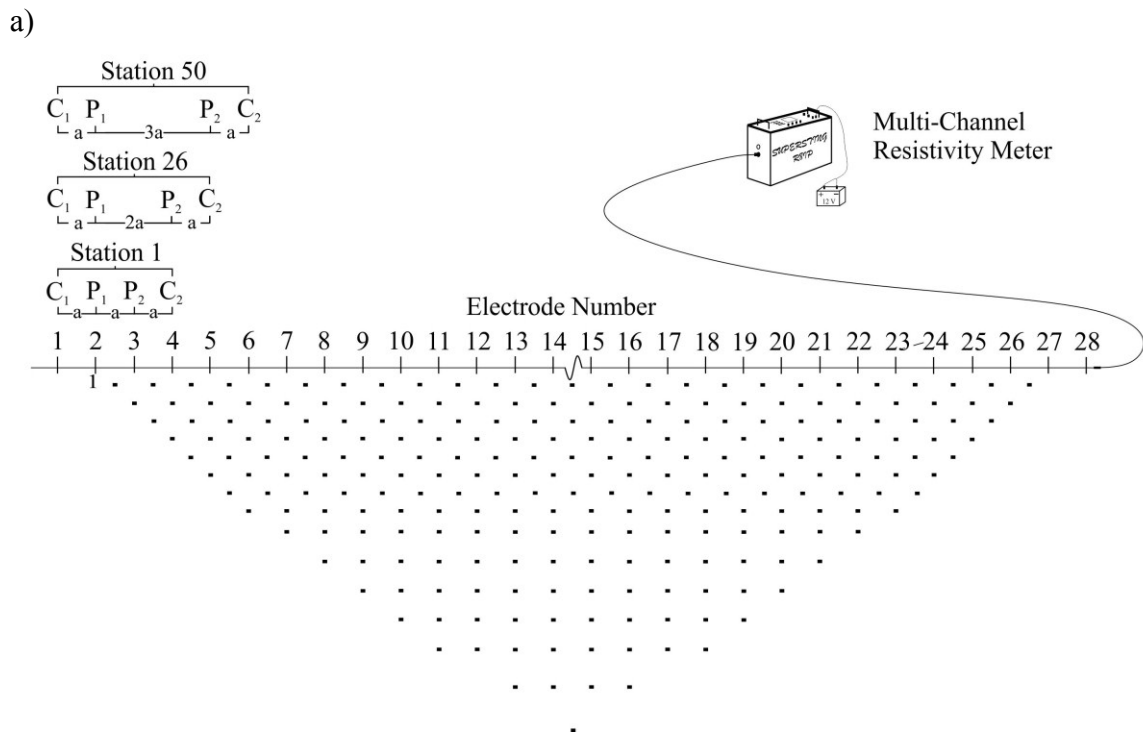 a)
Station 50
C₁ P₁ P₂ C₂
a 3a a
Station 26
C₁ P₁ P₂ C₂
a 2a a
Station 1
C₁ P₁ P₂ C₂
a a a
SUPERSTING
R8IP
+ -
12 V
Multi-Channel
Resistivity Meter
Electrode Number
1 2 3 4 5 6 7 8 9 10 11 12 13 14 15 16 17 18 19 20 21 22 23 24 25 26 27 28
1